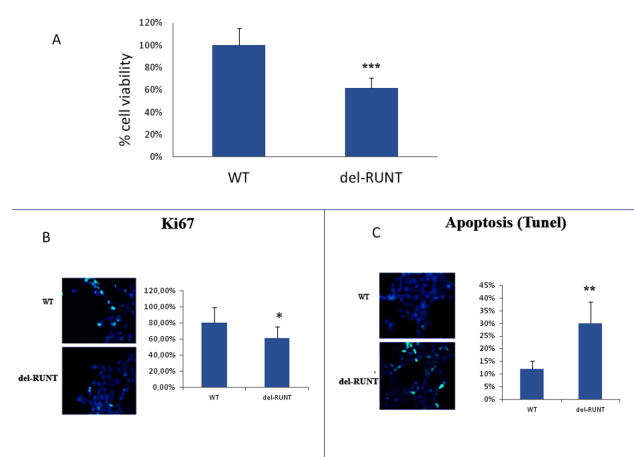 A
% cell viability
120%
100%
80%
60%
40%
20%
0%
***
WT
del-RUNT
Ki67
B
WT
del-RUNT
120,00%
100,00%
80,00%
60,00%
40,00%
20,00%
0,00%
*
WT
del-RUNT
Apoptosis (Tunel)
C
WT
del-RUNT
45%
40%
35%
30%
25%
20%
15%
10%
5%
0%
**
WT
del-RUNT